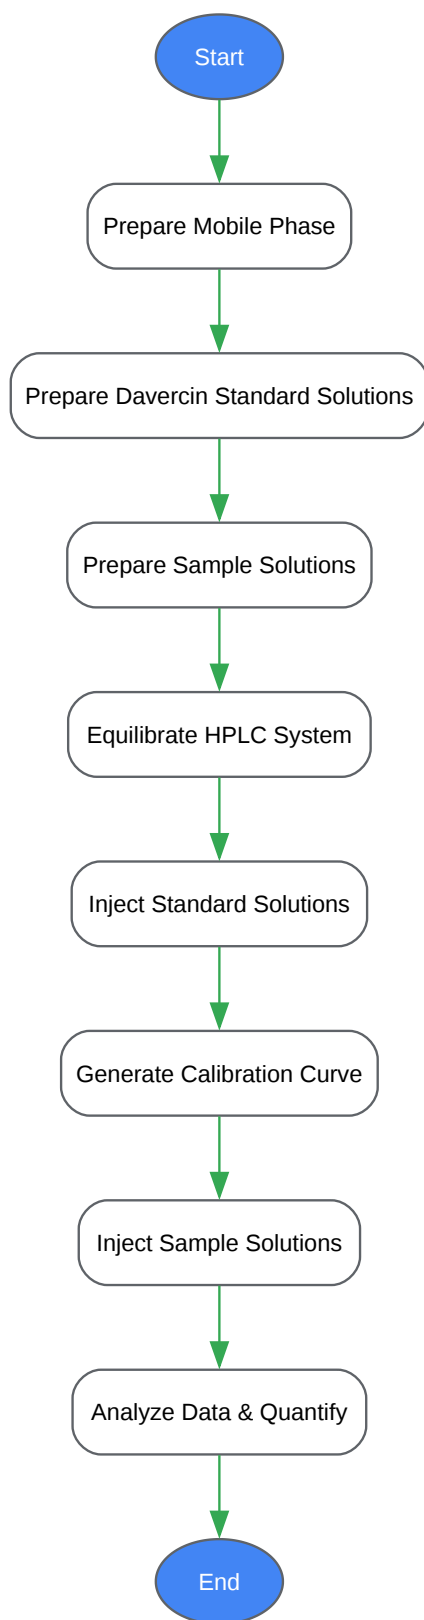 Start
Prepare Mobile Phase
Prepare Davercin Standard Solutions
Prepare Sample Solutions
Equilibrate HPLC System
Inject Standard Solutions
Generate Calibration Curve
Inject Sample Solutions
Analyze Data & Quantify
End